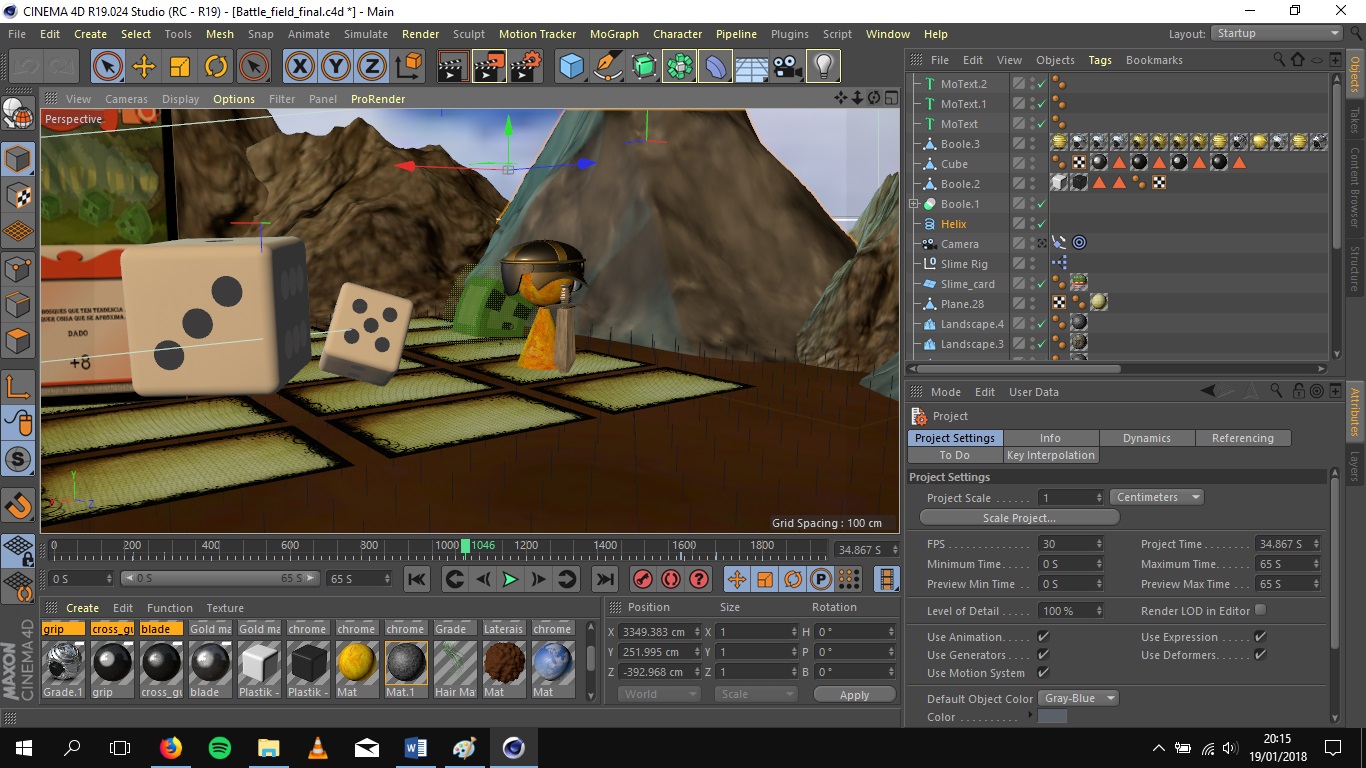 CINEMA 4D R19.024 Studio (RC - R19) - [Battle_field_final.c4d *] - Main
File Edit Create Select Tools Mesh Snap Animate Simulate Render Sculpt Motion Tracker MoGraph Character Pipeline Plugins Script Window Help Layout: Startup
X Y Z
View Cameras Display Options Filter Panel ProRender
Perspective
DADO
+8
Grid Spacing : 100 cm
File Edit View Objects Tags Bookmarks
MoText.2
MoText.1
MoText
Boole.3
Cube
Boole.2
Boole.1
Helix
Camera
Slime Rig
Slime_card
Plane.28
Landscape.4
Landscape.3
Objects
Takes
Content Browser
Structure
Mode Edit User Data
Project
Project Settings Info Dynamics Referencing
To Do Key Interpolation
Project Settings
Project Scale . . . . . . 1 Centimeters
Scale Project...
FPS . . . . . . . . . . . . . 30 Project Time . . . . . . . . 34.867 S
Minimum Time. . . . 0 S Maximum Time. . . . . 65 S
Preview Min Time . . 0 S Preview Max Time . . 65 S
Level of Detail . . . . . 100 % Render LOD in Editor
Use Animation. . . . . Use Expression . . . .
Use Generators . . . . Use Deformers. . . . .
Use Motion System
Default Object Color Gray-Blue
Color . . . . . . . . . .
Attributes
Layers
0 200 400 600 800 1000 1046 1200 1400 1600 1800 34.867 S
0 S 0 S 65 S 65 S
P
Create Edit Function Texture
grip cross_gu blade Gold ma Gold ma chrome chrome chrome Grade Laterais chrome
Grade.1 grip cross_gu blade Plastik - Plastik - Mat Mat.1 Hair Mat Mat Mat
Position Size Rotation
X 3349.383 cm X 1 H 0 °
Y 251.995 cm Y 1 P 0 °
Z -392.968 cm Z 1 B 0 °
World Scale Apply
MAXON
CINEMA 4D
20:15
19/01/2018